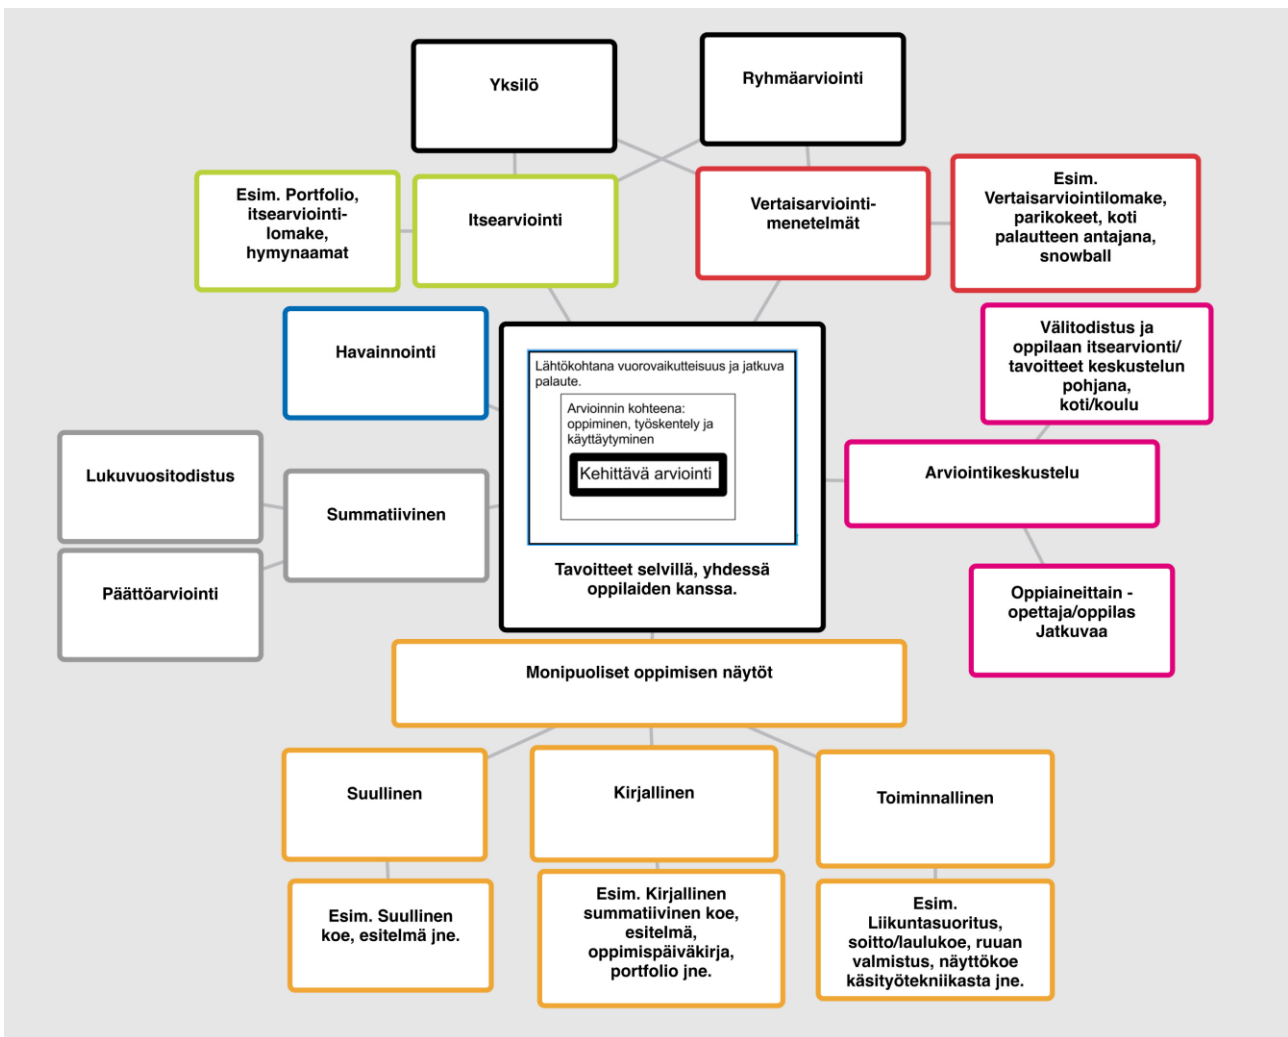 Yksilö
Ryhmäarviointi
Esim. Portfolio,
itsearviointi-
lomake,
hymynaamat
Itsearviointi
Vertaisarviointi-
menetelmät
Esim.
Vertaisarviointilomake,
parikokeet, koti
palautteen antajana,
snowball
Havainnointi
Lähtökohtana vuorovaikutteisuus ja jatkuva
palaute.
Arvioinnin kohteena:
oppiminen, työskentely ja
käyttäytyminen
Kehittävä arviointi
Tavoitteet selvillä, yhdessä
oppilaiden kanssa.
Välitodistus ja
oppilaan itsearvionti/
tavoitteet keskustelun
pohjana,
koti/koulu
Lukuvuositodistus
Summatiivinen
Arviointikeskustelu
Päättöarviointi
Oppiaineittain -
opettaja/oppilas
Jatkuvaa
Monipuoliset oppimisen näytöt
Suullinen
Kirjallinen
Toiminnallinen
Esim. Suullinen
koe, esitelmä jne.
Esim. Kirjallinen
summatiivinen koe,
esitelmä,
oppimispäiväkirja,
portfolio jne.
Esim.
Liikuntasuoritus,
soitto/laulukoe, ruuan
valmistus, näyttökoe
käsityötekniikasta jne.